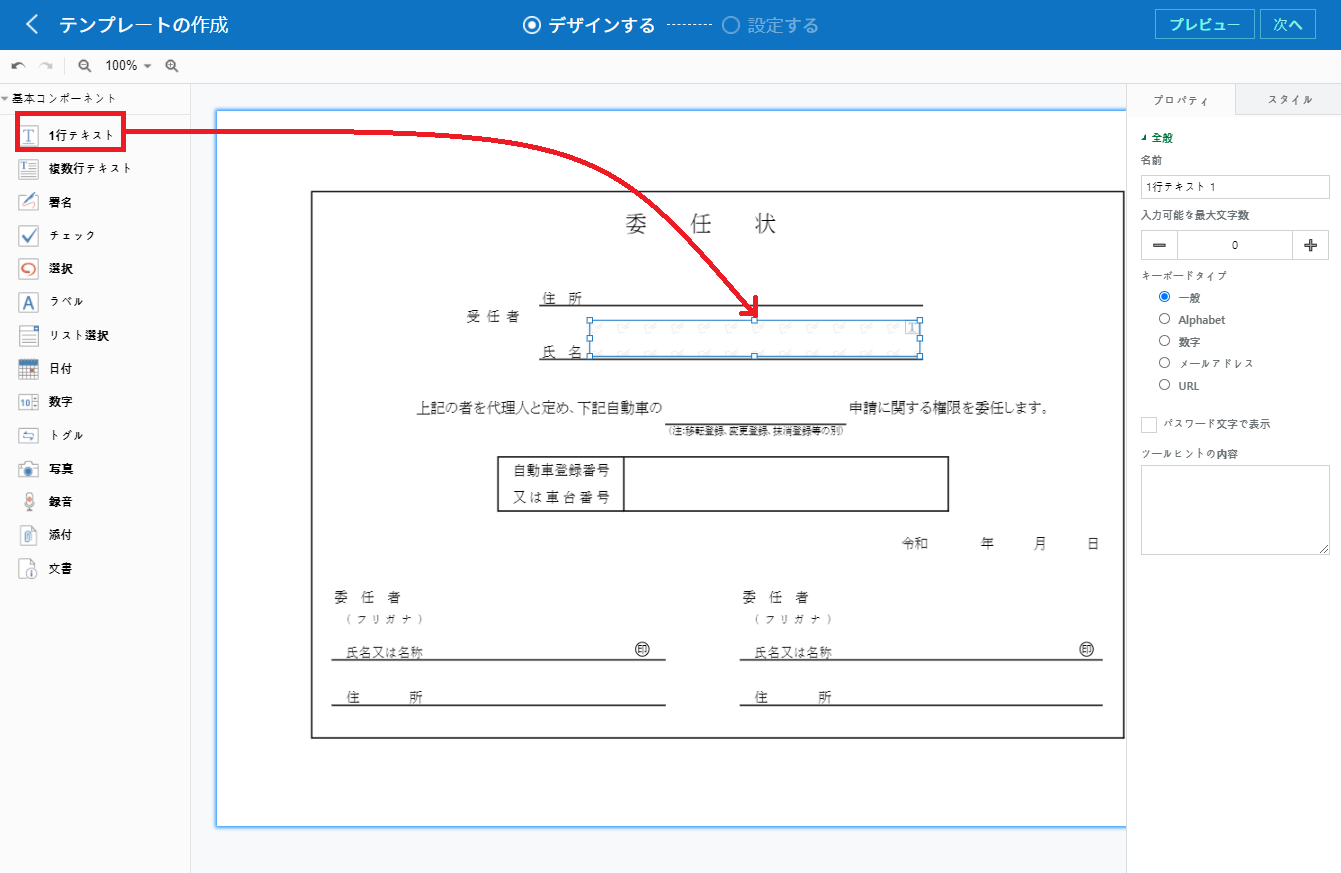 テンプレートの作成
デザインする
設定する
プレビュー
次へ
100%
基本コンポーネント
1行テキスト
複数行テキスト
署名
チェック
選択
ラベル
リスト選択
日付
数字
トグル
写真
録音
添付
文書
委 任 状
住 所
受 任 者
氏 名
上記の者を代理人と定め、下記自動車の 申請に関する権限を委任します。
(注:移転登録、変更登録、抹消登録等の別)
自動車登録番号
又は車台番号
令和 年 月 日
委 任 者 委 任 者
(フリガナ) (フリガナ)
氏名又は名称 印 氏名又は名称 印
住 所 住 所
プロパティ
スタイル
全般
名前
1行テキスト 1
入力可能な最大文字数
0
キーボードタイプ
一般
Alphabet
数字
メールアドレス
URL
パスワード文字で表示
ツールヒントの内容